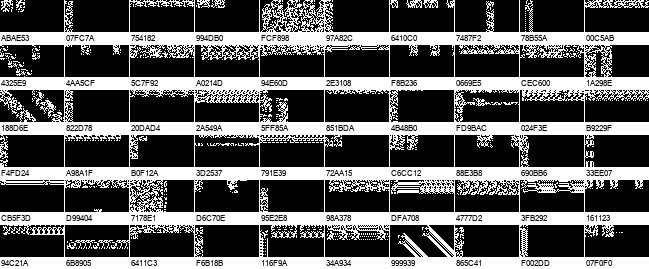 ABAE53 07FC7A 754182 994DB0 FCF898 97A82C 6410C0 7487F2 78B55A 00C5AB
4325E9 4AA5CF 5C7F92 A0214D 94E60D 2E3108 F8B236 0669E5 CEC600 1A298E
188D6E 822D78 20DAD4 2A549A 5FF85A 851BDA 4B48B0 FD9BAC 024F3E B9229F
F4FD24 A98A1F B0F12A 3D2537 791E39 72AA15 C6CC12 88E3B8 690BB6 33EE07
CB5F3D D99404 7178E1 D6C70E 95E2E8 98A378 DFA708 4777D2 3FB292 161123
94C21A 6B8905 6411C3 F6B18B 116F9A 34A934 999939 865C41 F002DD 07F0F0